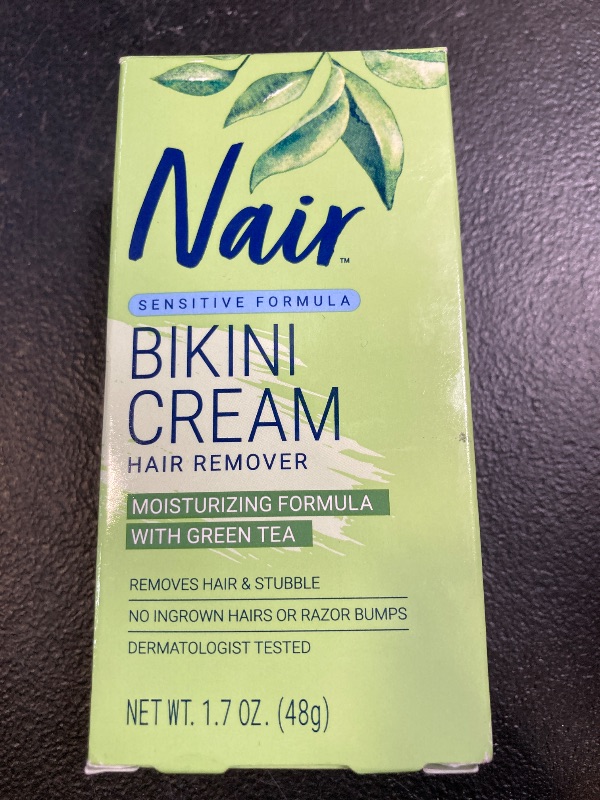 Nair™
SENSITIVE FORMULA
BIKINI
CREAM
HAIR REMOVER
MOISTURIZING FORMULA
WITH GREEN TEA
REMOVES HAIR & STUBBLE
NO INGROWN HAIRS OR RAZOR BUMPS
DERMATOLOGIST TESTED
NET WT. 1.7 OZ. (48g)